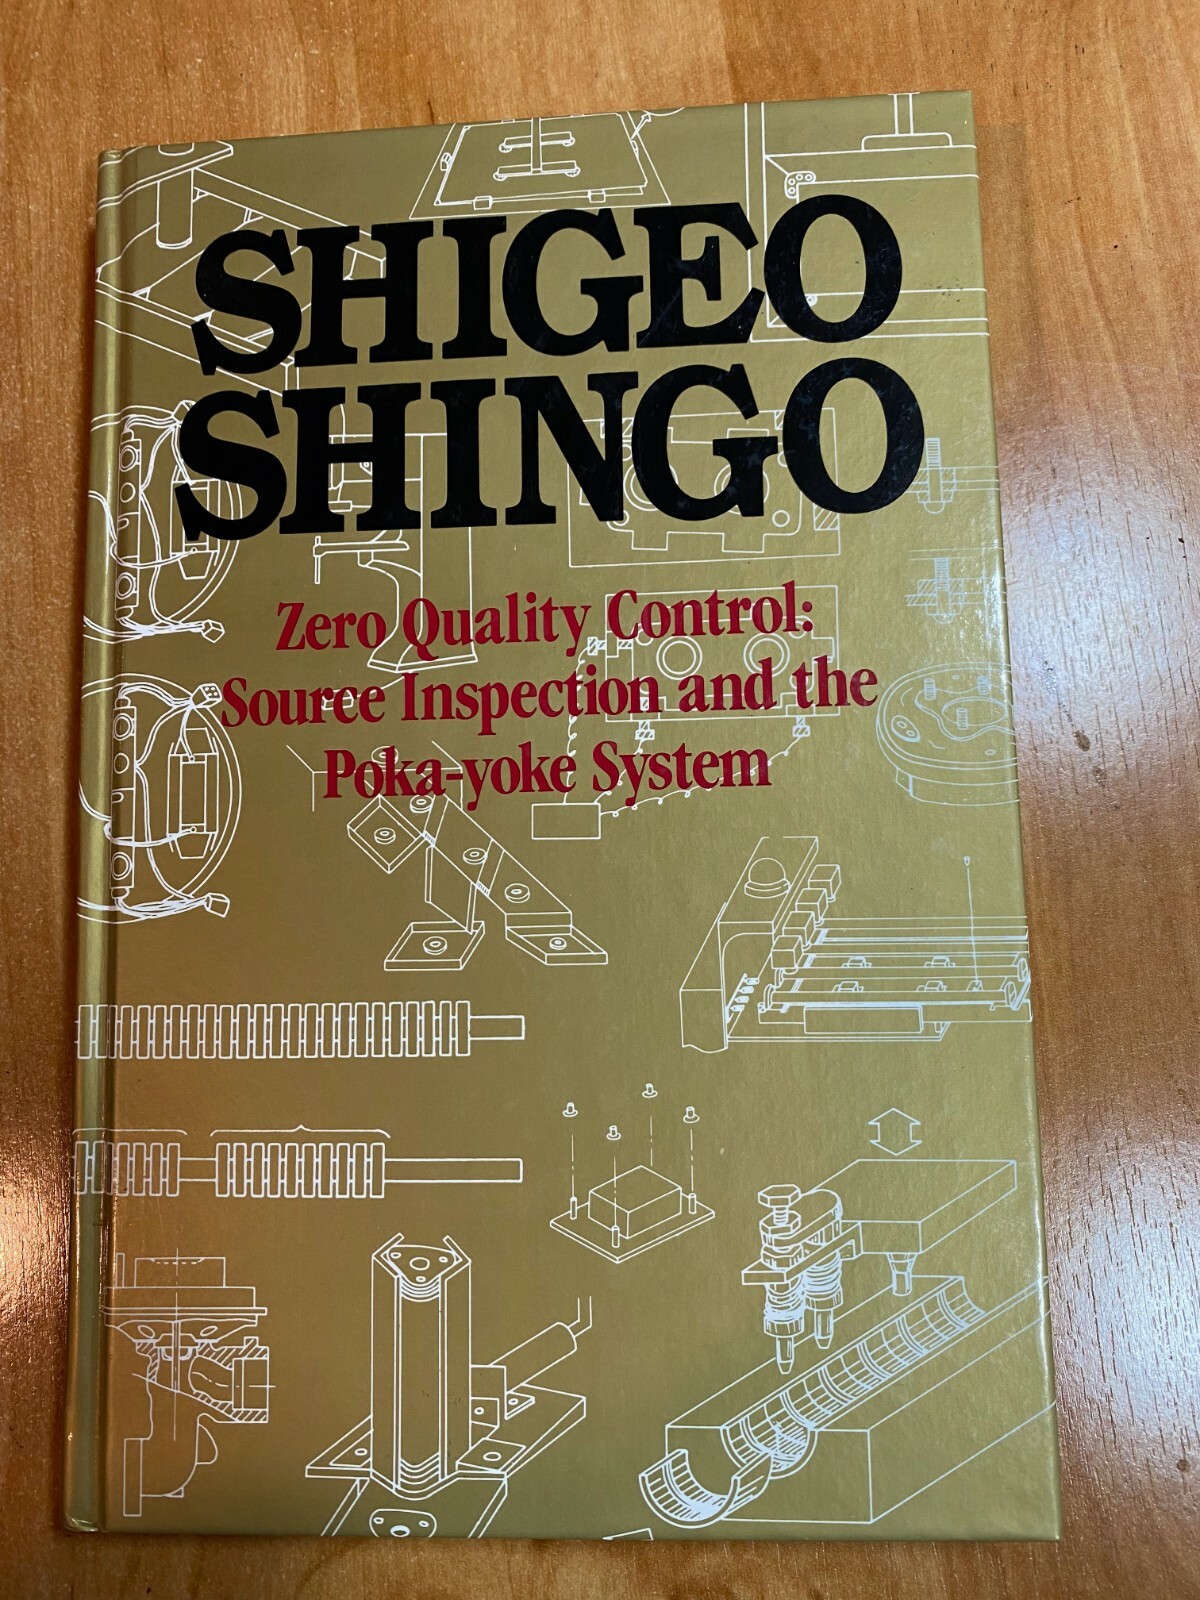 SHIGEO
SHINGO
Zero Quality Control:
Source Inspection and the
Poka-yoke System